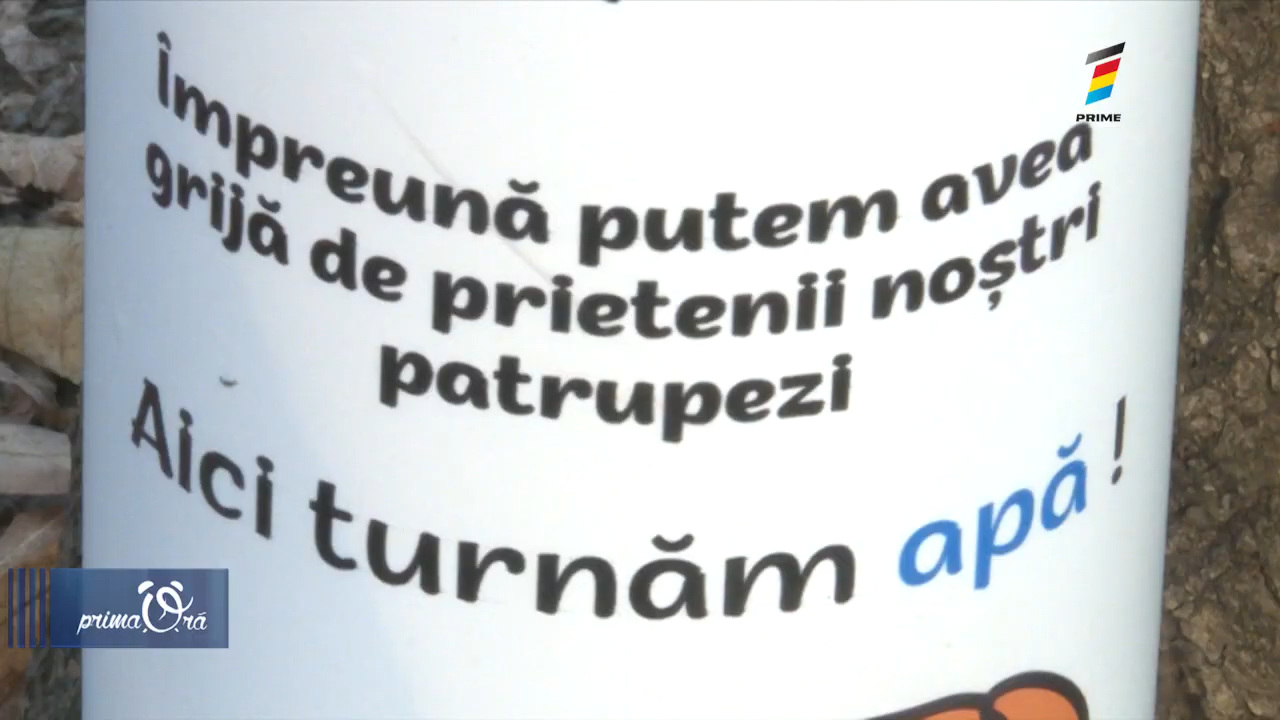 PRIME
Împreună putem avea
grijă de prietenii noștri
patrupezi
Aici turnăm apă!
prima Oră